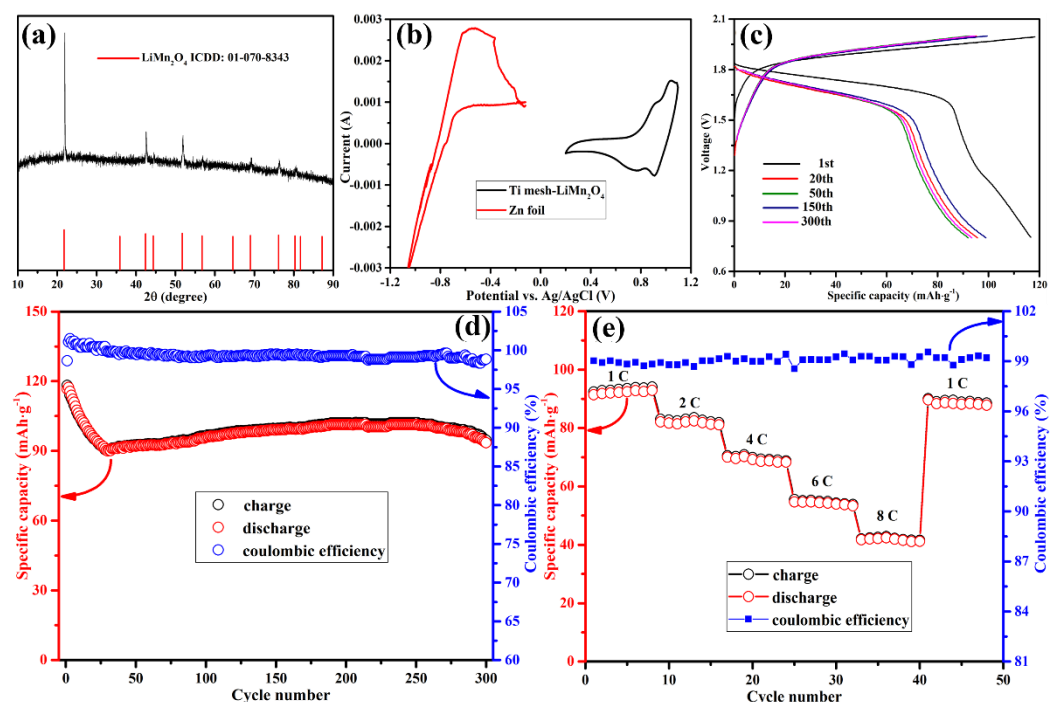 (a)
LiMn2O4 ICDD: 01-070-8343
10 20 30 40 50 60 70 80 90
2θ (degree)
(b)
0.003
0.002
0.001
0.000
-0.001
-0.002
-0.003
Current (A)
Ti mesh-LiMn2O4
Zn foil
-1.2 -0.8 -0.4 0.0 0.4 0.8 1.2
Potential vs. Ag/AgCl (V)
(c)
2.1
1.8
1.5
1.2
0.9
0.6
Voltage (V)
1st
20th
50th
150th
300th
0 20 40 60 80 100 120
Specific capacity (mAh·g-1)
(d)
150
120
90
60
30
0
Specific capacity (mAh·g-1)
105
100
95
90
85
80
75
70
65
60
Coulombic efficiency (%)
charge
discharge
coulombic efficiency
0 50 100 150 200 250 300
Cycle number
(e)
120
100
80
60
40
20
0
Specific capacity (mAh·g-1)
102
99
96
93
90
87
84
81
Coulombic efficiency (%)
1 C
2 C
4 C
6 C
8 C
1 C
charge
discharge
coulombic efficiency
0 10 20 30 40 50
Cycle number